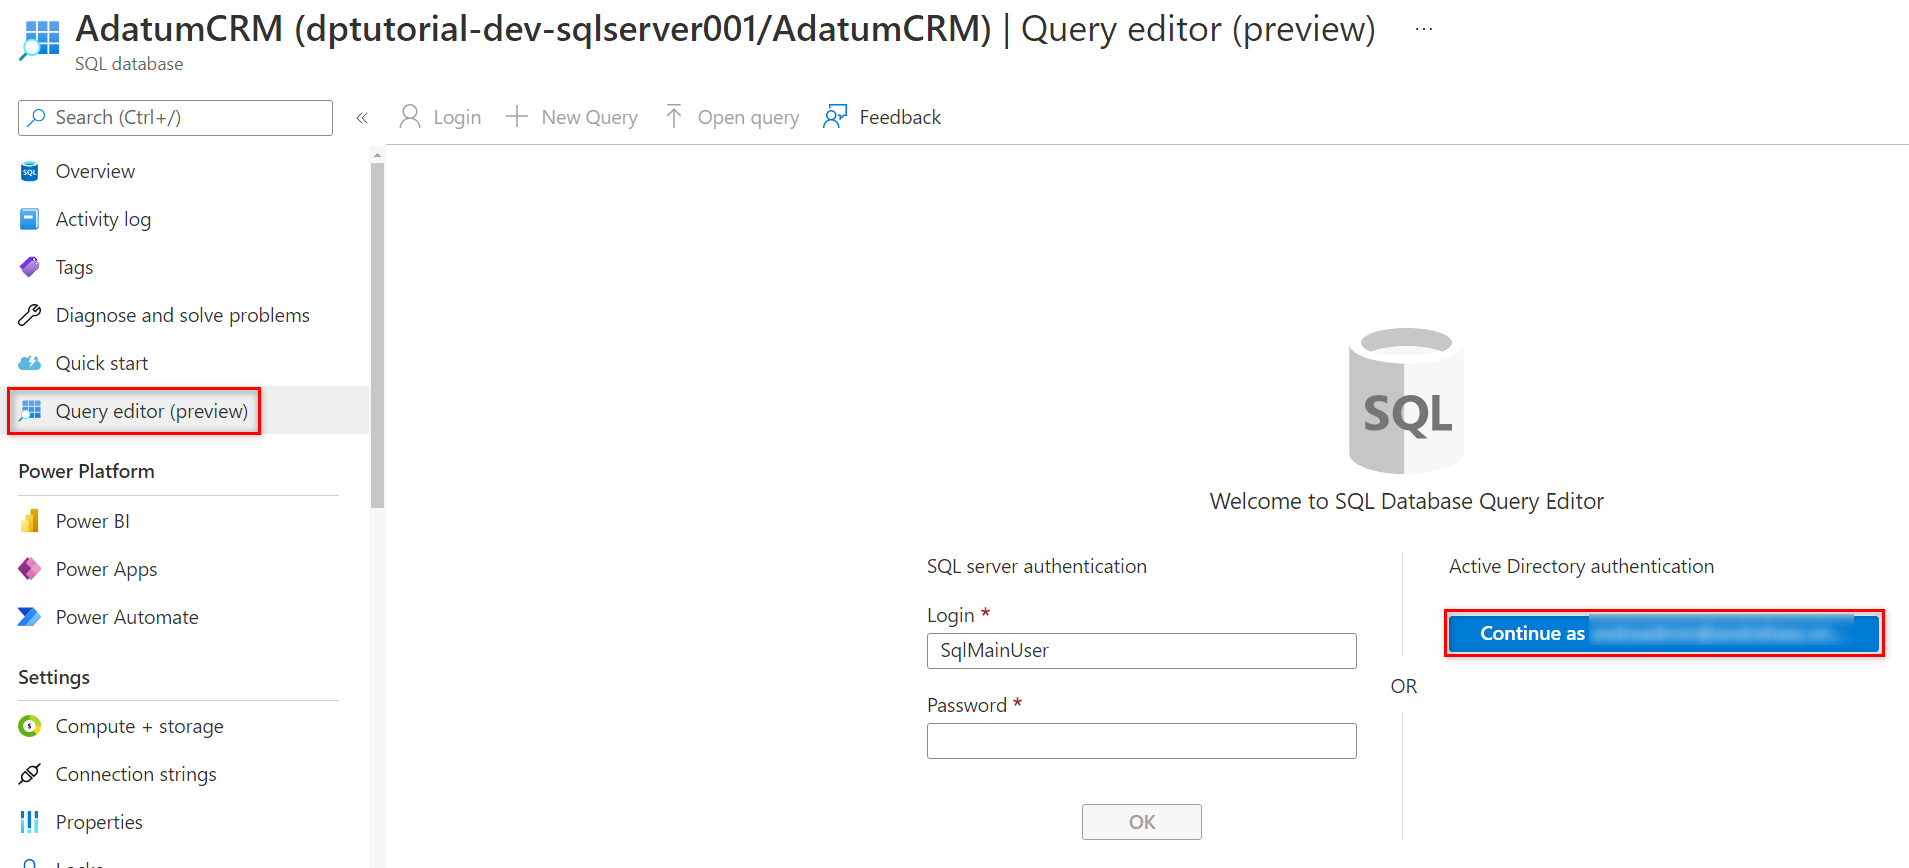 AdatumCRM (dptutorial-dev-sqlserver001/AdatumCRM) | Query editor (preview) ...
SQL database
Search (Ctrl+/)
«
Login
New Query
Open query
Feedback
SQL
Overview
Activity log
Tags
Diagnose and solve problems
Quick start
Query editor (preview)
Power Platform
Power BI
Power Apps
Power Automate
Settings
Compute + storage
Connection strings
Properties
Locks
SQL
Welcome to SQL Database Query Editor
SQL server authentication
Login *
SqlMainUser
Password *
OK
OR
Active Directory authentication
Continue as